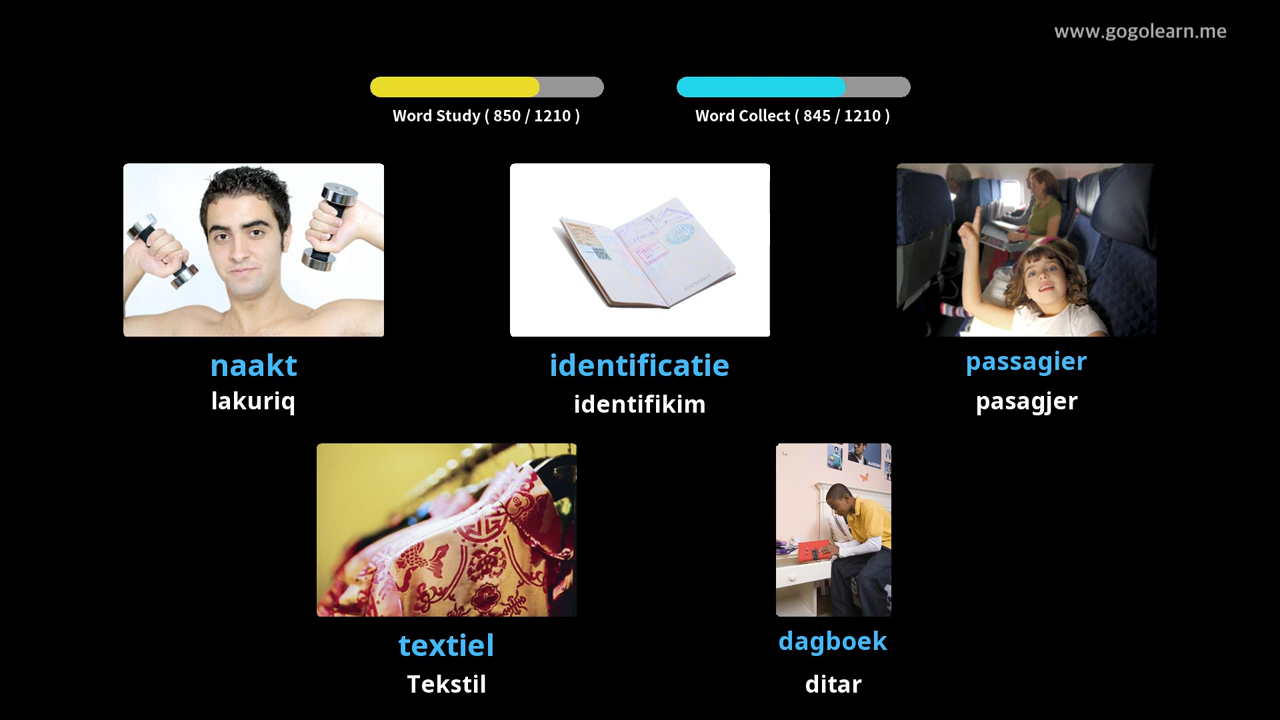 www.gogolearn.me
Word Study ( 850 / 1210 )
Word Collect ( 845 / 1210 )
naakt
lakuriq
identificatie
identifikim
passagier
pasagjer
textiel
Tekstil
dagboek
ditar